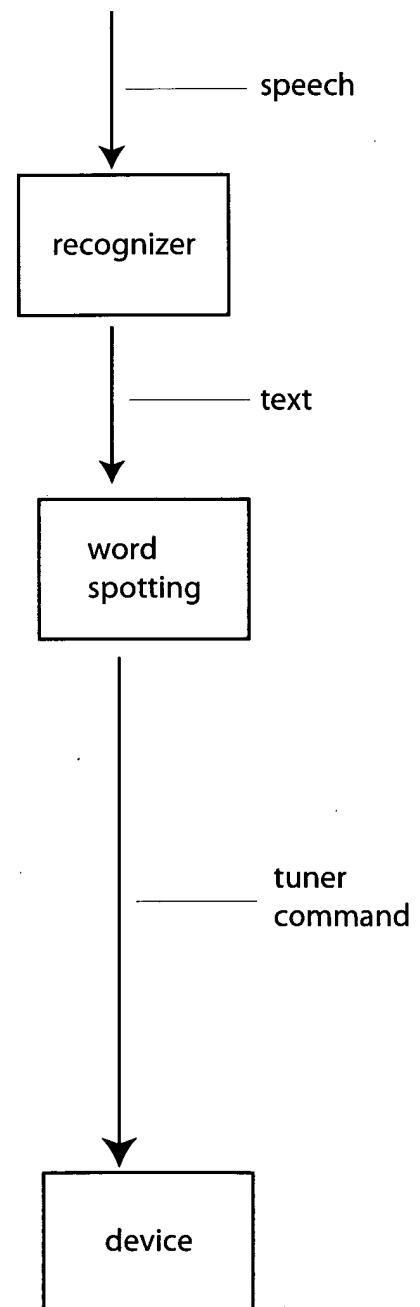 speech
recognizer
text
word
spotting
tuner
command
device